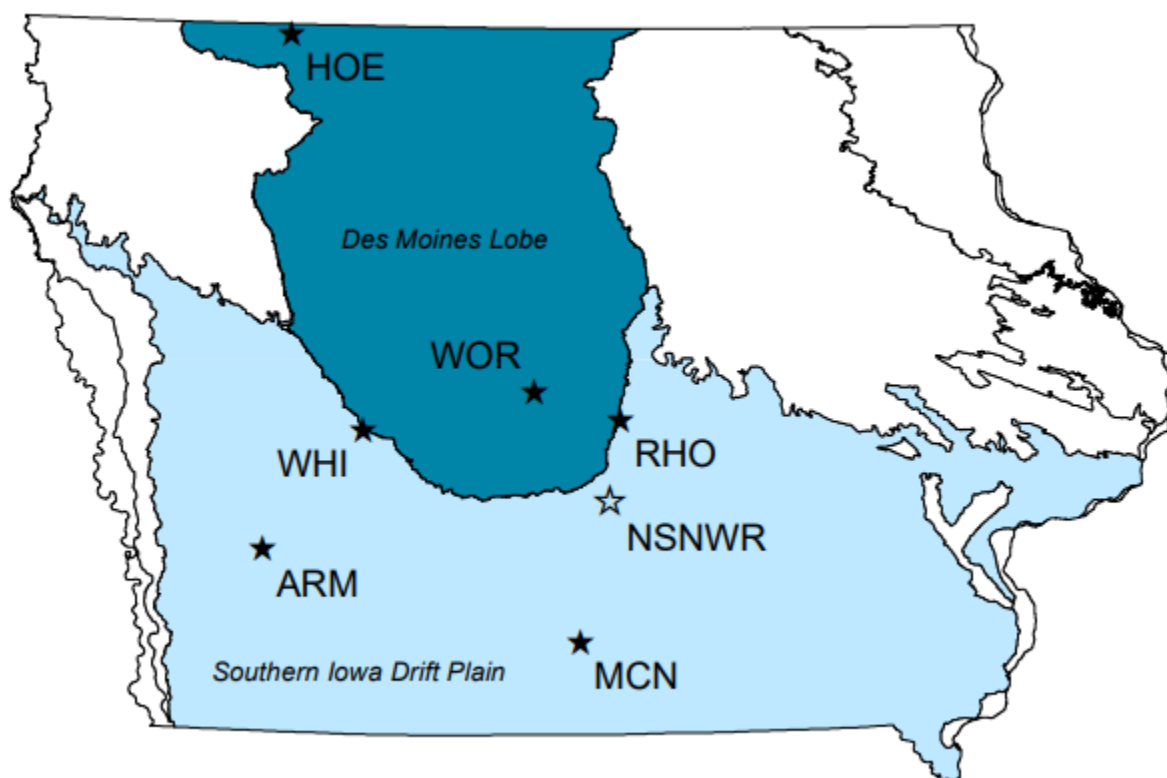 HOE
Des Moines Lobe
WOR
WHI
RHO
NSNWR
ARM
Southern Iowa Drift Plain
MCN